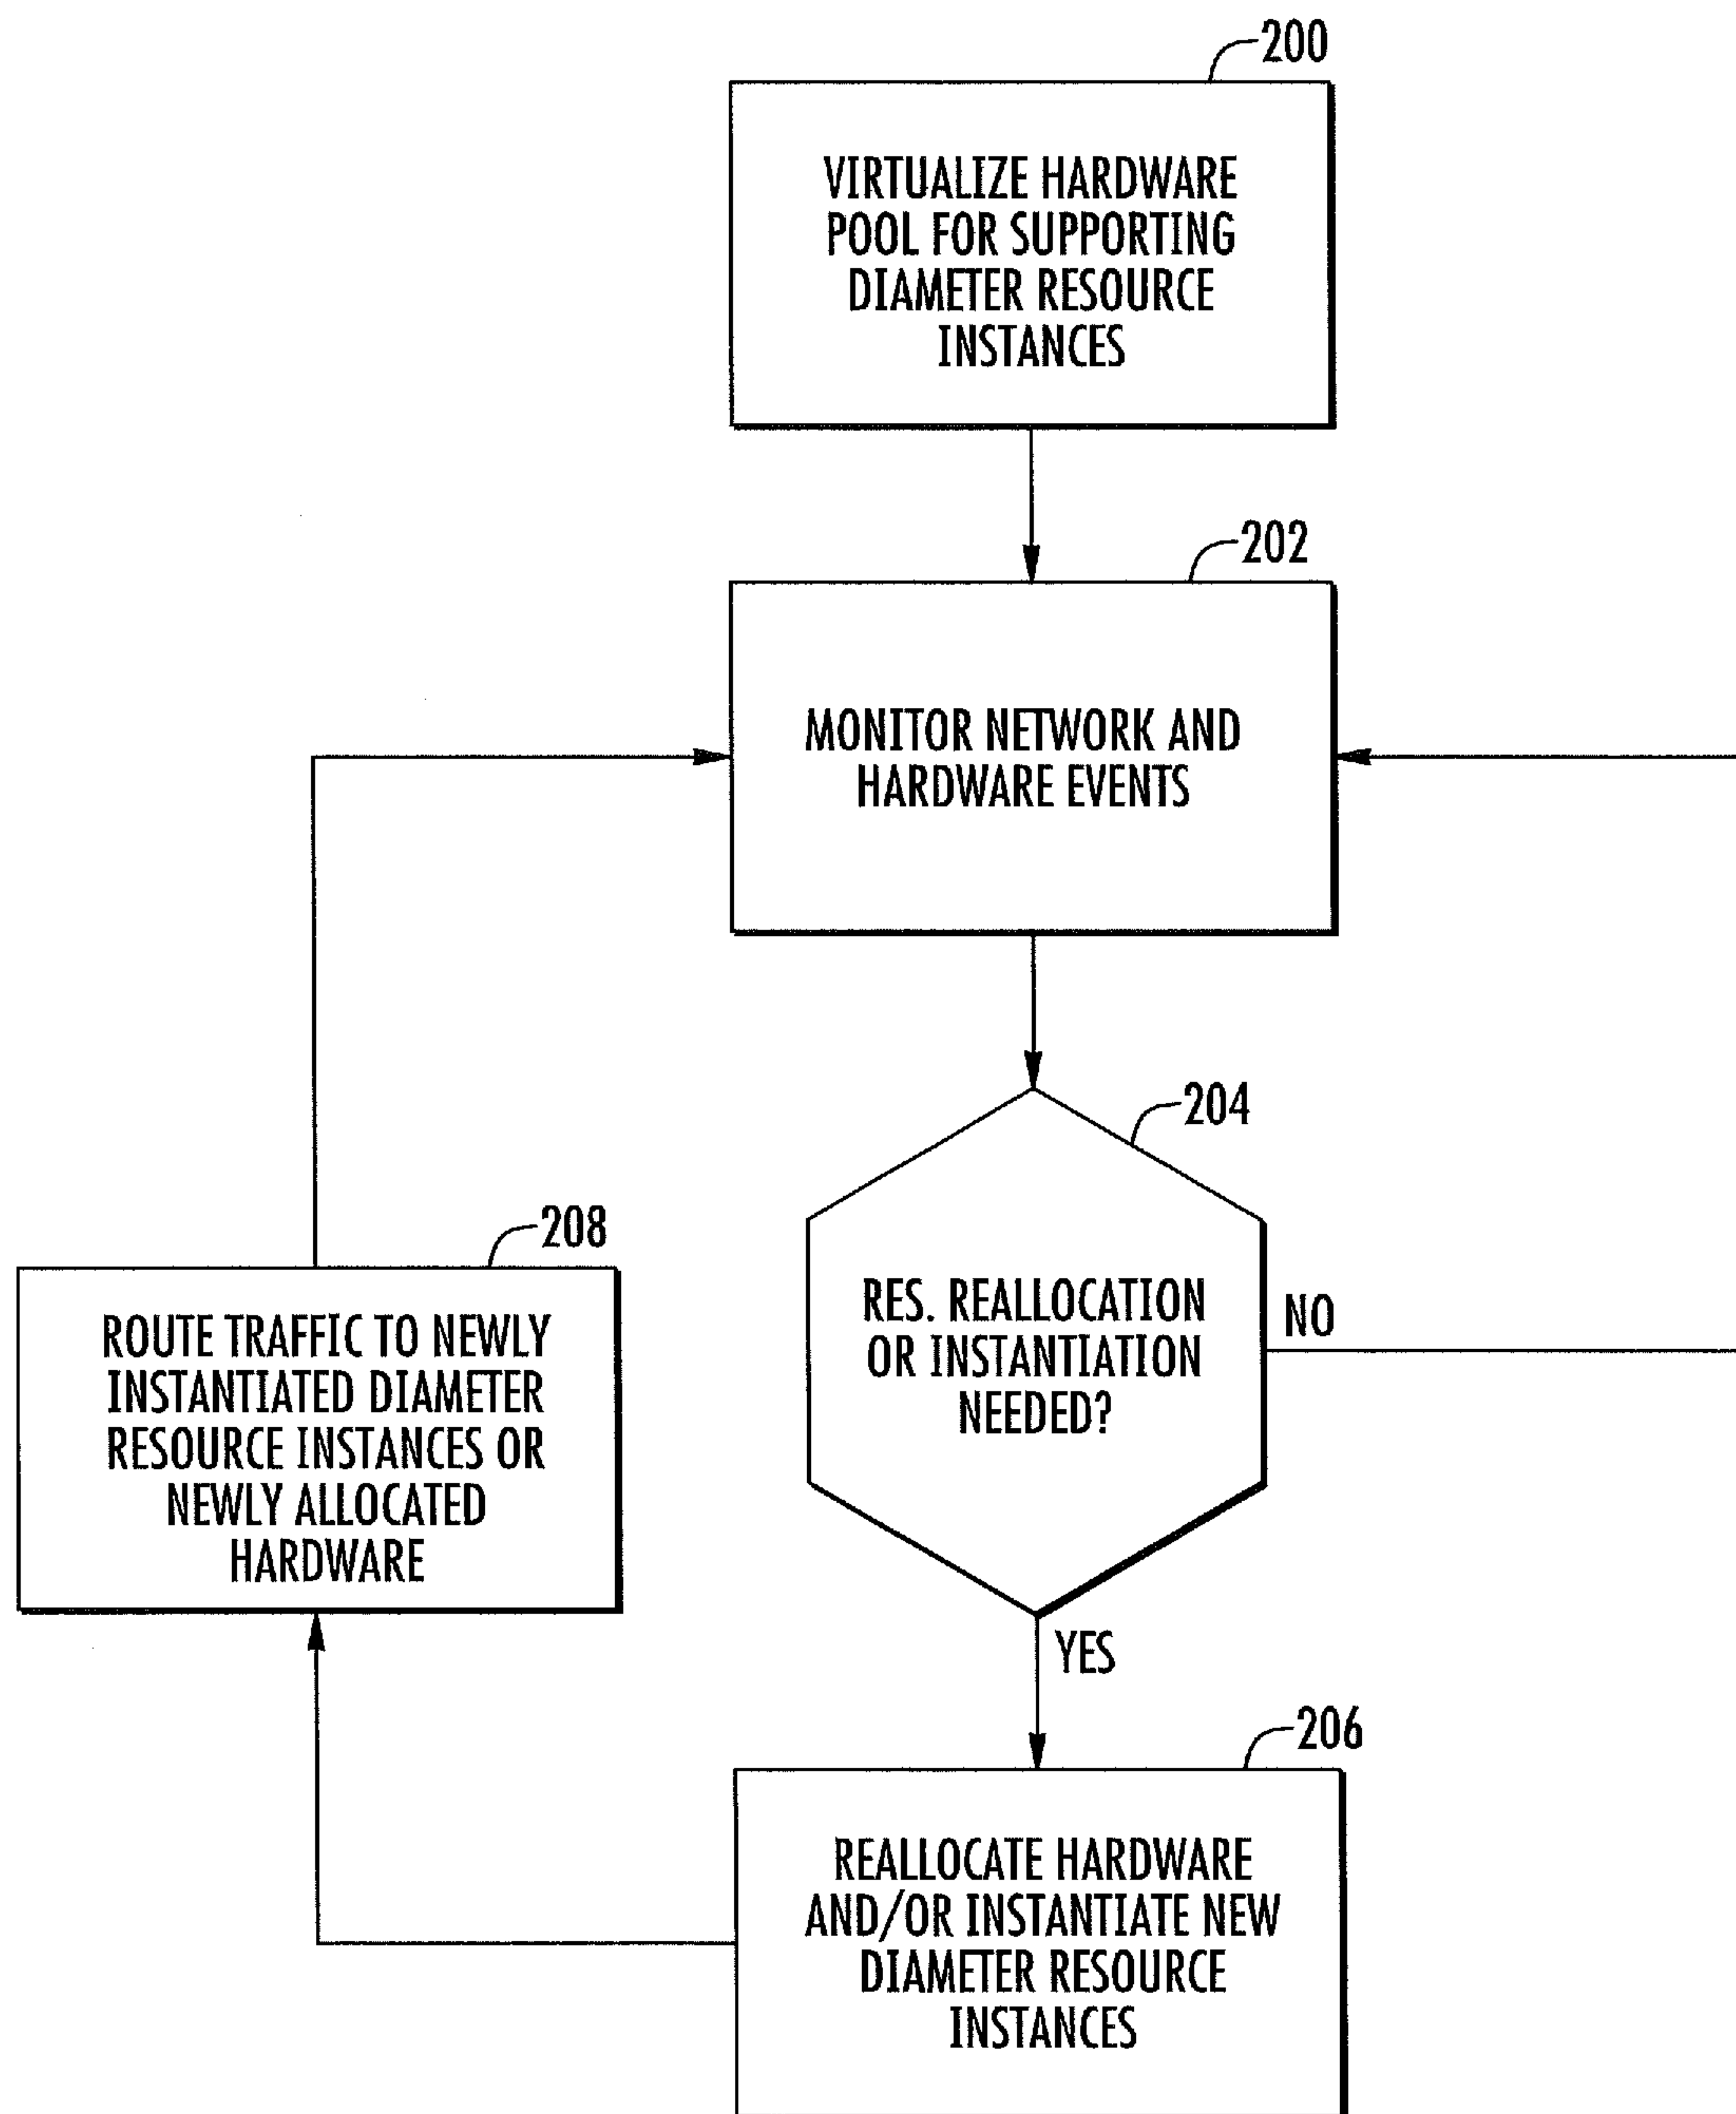 200
VIRTUALIZE HARDWARE
POOL FOR SUPPORTING
DIAMETER RESOURCE
INSTANCES
202
MONITOR NETWORK AND
HARDWARE EVENTS
204
RES. REALLOCATION
OR INSTANTIATION
NEEDED?
NO
YES
206
REALLOCATE HARDWARE
AND/OR INSTANTIATE NEW
DIAMETER RESOURCE
INSTANCES
208
ROUTE TRAFFIC TO NEWLY
INSTANTIATED DIAMETER
RESOURCE INSTANCES OR
NEWLY ALLOCATED
HARDWARE